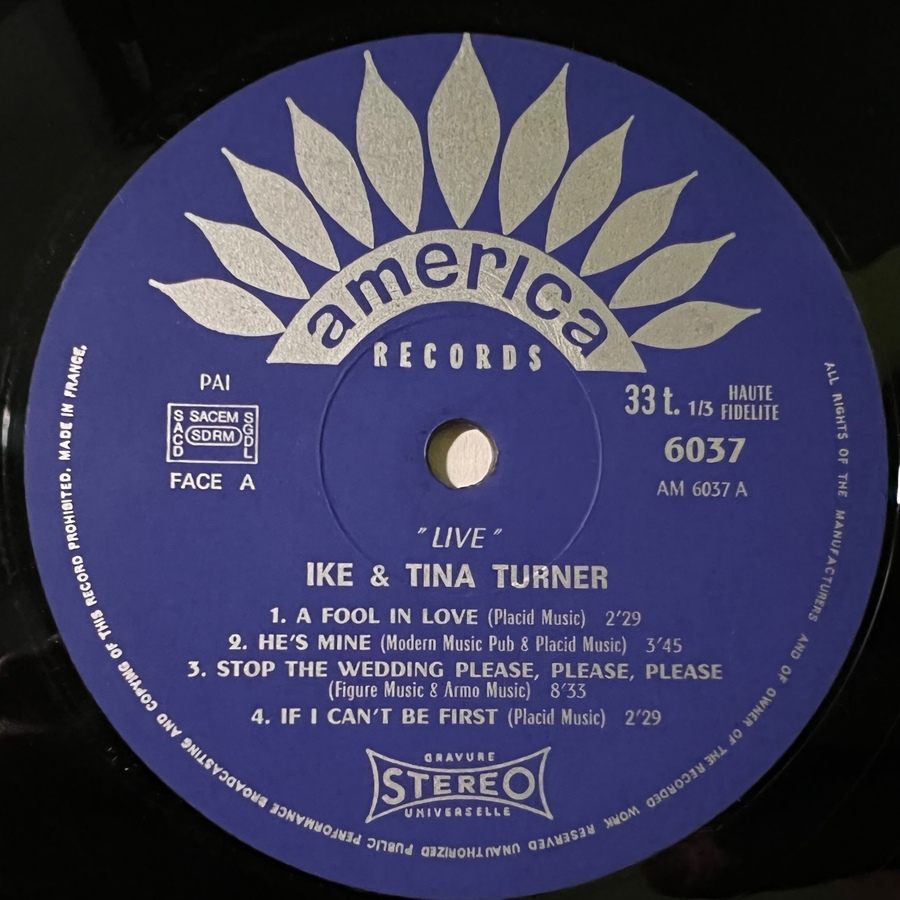 america
RECORDS
PAI
SACD SACEM SDRM SGDL
FACE A
33 t. 1/3 HAUTE FIDELITE
6037
AM 6037 A
" LIVE "
IKE & TINA TURNER
1. A FOOL IN LOVE (Placid Music) 2'29
2. HE'S MINE (Modern Music Pub & Placid Music) 3'45
3. STOP THE WEDDING PLEASE, PLEASE, PLEASE
(Figure Music & Armo Music) 8'33
4. IF I CAN'T BE FIRST (Placid Music) 2'29
GRAVURE
STEREO
UNIVERSELLE
ALL RIGHTS OF THE MANUFACTURERS AND OF OWNER OF THE RECORDED WORK RESERVED UNAUTHORIZED PUBLIC PERFORMANCE BROADCASTING AND COPYING OF THIS RECORD PROHIBITED. MADE IN FRANCE.